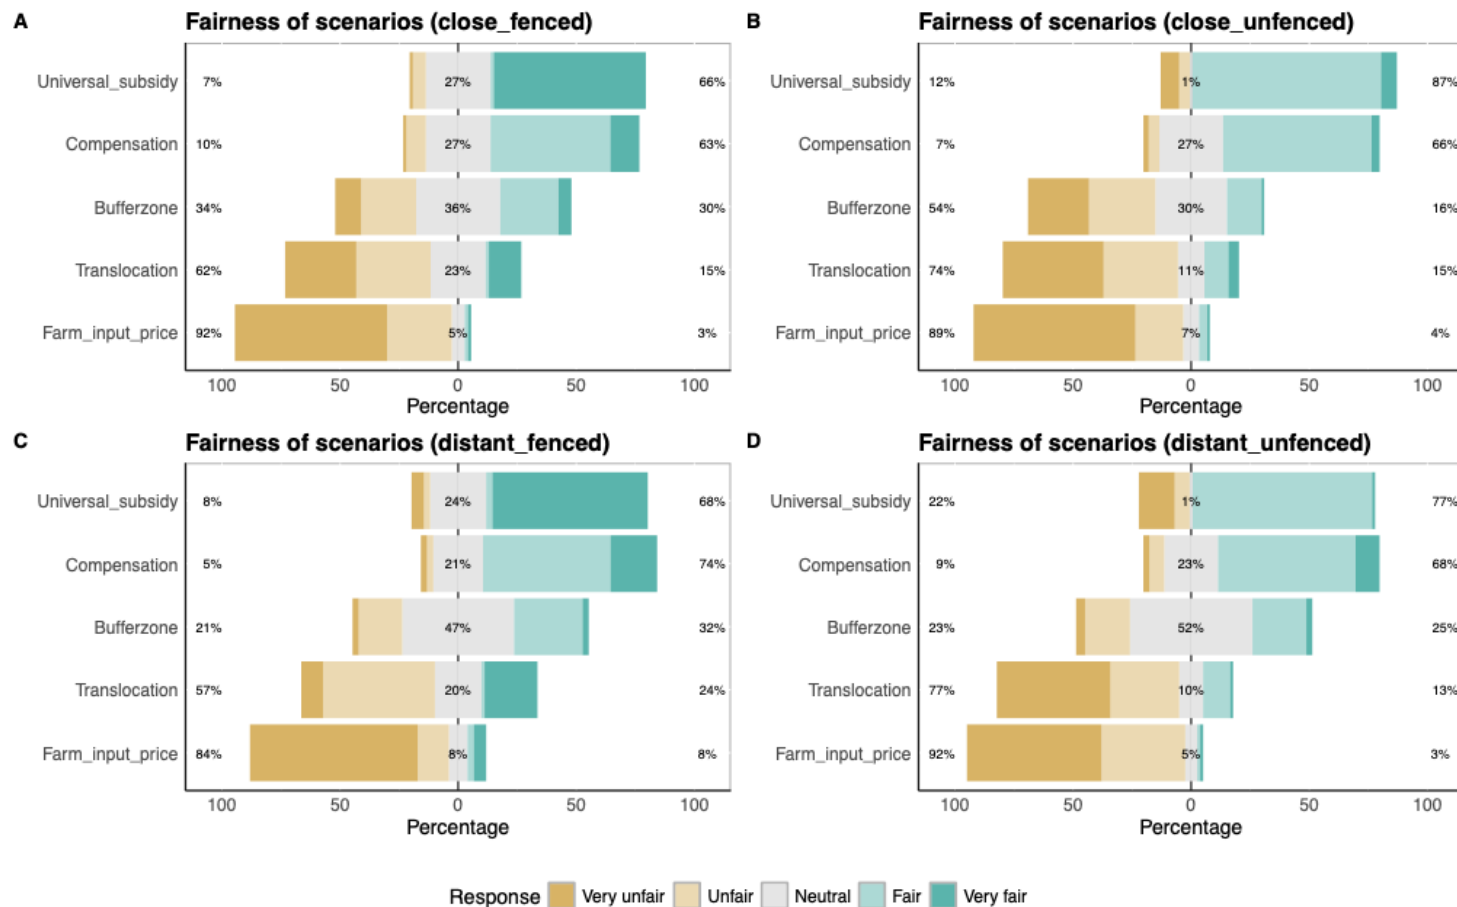 A Fairness of scenarios (close_fenced)
Universal_subsidy 7% 27% 66%
Compensation 10% 27% 63%
Bufferzone 34% 36% 30%
Translocation 62% 23% 15%
Farm_input_price 92% 5% 3%
100 50 0 50 100
Percentage
B Fairness of scenarios (close_unfenced)
Universal_subsidy 12% 1% 87%
Compensation 7% 27% 66%
Bufferzone 54% 30% 16%
Translocation 74% 11% 15%
Farm_input_price 89% 7% 4%
100 50 0 50 100
Percentage
C Fairness of scenarios (distant_fenced)
Universal_subsidy 8% 24% 68%
Compensation 5% 21% 74%
Bufferzone 21% 47% 32%
Translocation 57% 20% 24%
Farm_input_price 84% 8% 8%
100 50 0 50 100
Percentage
D Fairness of scenarios (distant_unfenced)
Universal_subsidy 22% 1% 77%
Compensation 9% 23% 68%
Bufferzone 23% 52% 25%
Translocation 77% 10% 13%
Farm_input_price 92% 5% 3%
100 50 0 50 100
Percentage
Response Very unfair Unfair Neutral Fair Very fair